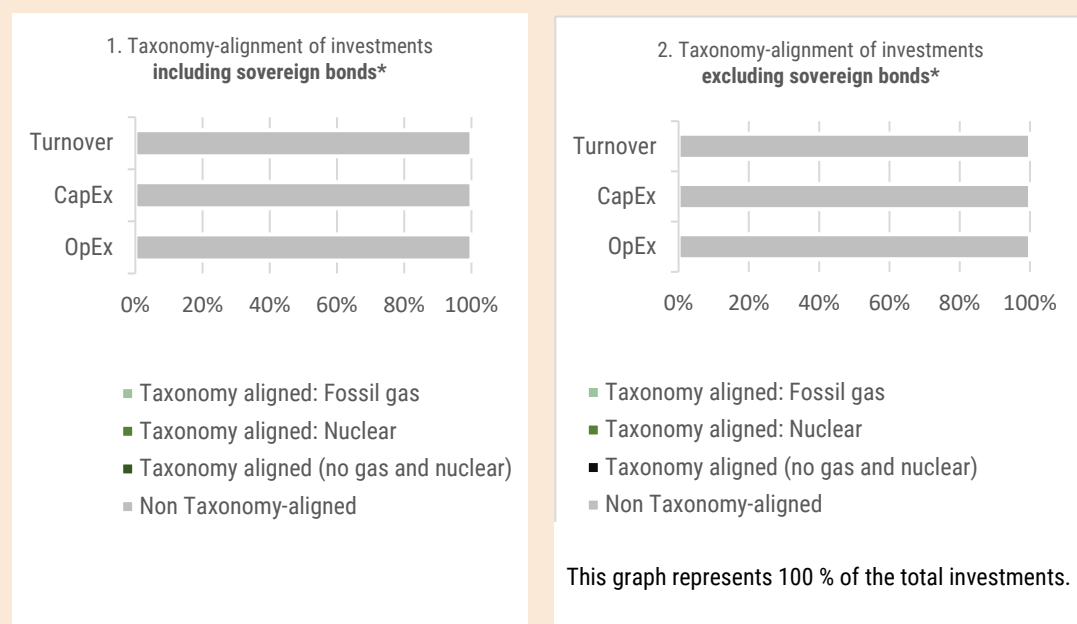 1. Taxonomy-alignment of investments
including sovereign bonds*
Turnover
CapEx
OpEx
0% 20% 40% 60% 80% 100%
Taxonomy aligned: Fossil gas
Taxonomy aligned: Nuclear
Taxonomy aligned (no gas and nuclear)
Non Taxonomy-aligned
2. Taxonomy-alignment of investments
excluding sovereign bonds*
Turnover
CapEx
OpEx
0% 20% 40% 60% 80% 100%
Taxonomy aligned: Fossil gas
Taxonomy aligned: Nuclear
Taxonomy aligned (no gas and nuclear)
Non Taxonomy-aligned
This graph represents 100 % of the total investments.